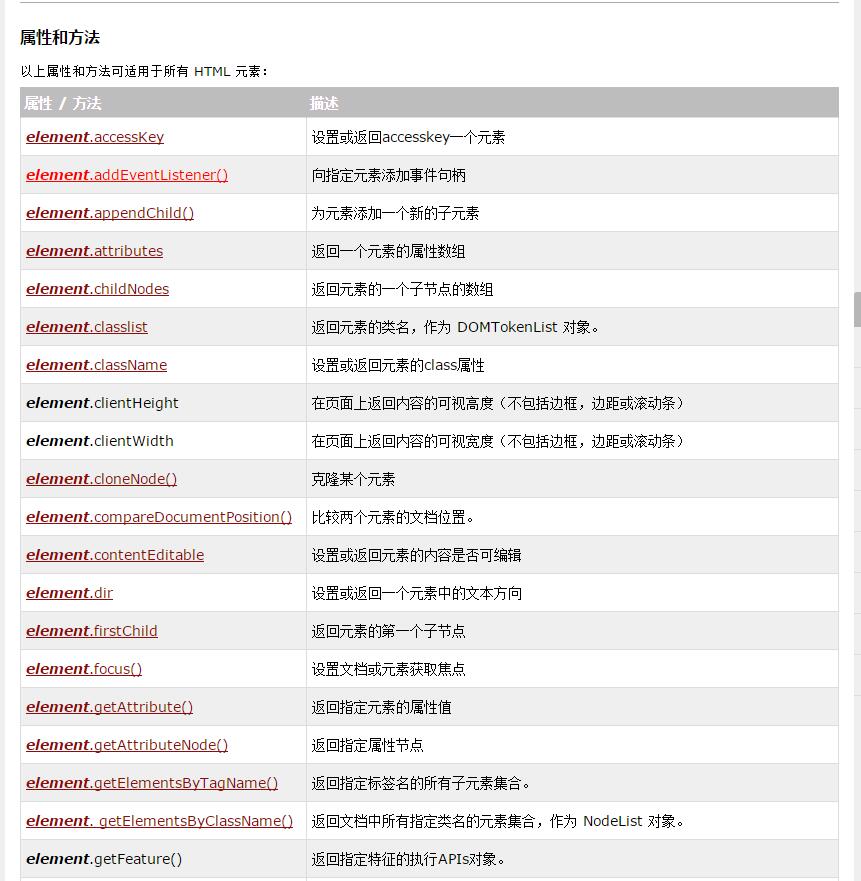 属性和方法
以上属性和方法可适用于所有 HTML 元素：
属性 / 方法 描述
element.accessKey 设置或返回accesskey一个元素
element.addEventListener() 向指定元素添加事件句柄
element.appendChild() 为元素添加一个新的子元素
element.attributes 返回一个元素的属性数组
element.childNodes 返回元素的一个子节点的数组
element.classlist 返回元素的类名，作为 DOMTokenList 对象。
element.className 设置或返回元素的class属性
element.clientHeight 在页面上返回内容的可视高度（不包括边框，边距或滚动条）
element.clientWidth 在页面上返回内容的可视宽度（不包括边框，边距或滚动条）
element.cloneNode() 克隆某个元素
element.compareDocumentPosition() 比较两个元素的文档位置。
element.contentEditable 设置或返回元素的内容是否可编辑
element.dir 设置或返回一个元素中的文本方向
element.firstChild 返回元素的第一个子节点
element.focus() 设置文档或元素获取焦点
element.getAttribute() 返回指定元素的属性值
element.getAttributeNode() 返回指定属性节点
element.getElementsByTagName() 返回指定标签名的所有子元素集合。
element. getElementsByClassName() 返回文档中所有指定类名的元素集合，作为 NodeList 对象。
element.getFeature() 返回指定特征的执行APIs对象。